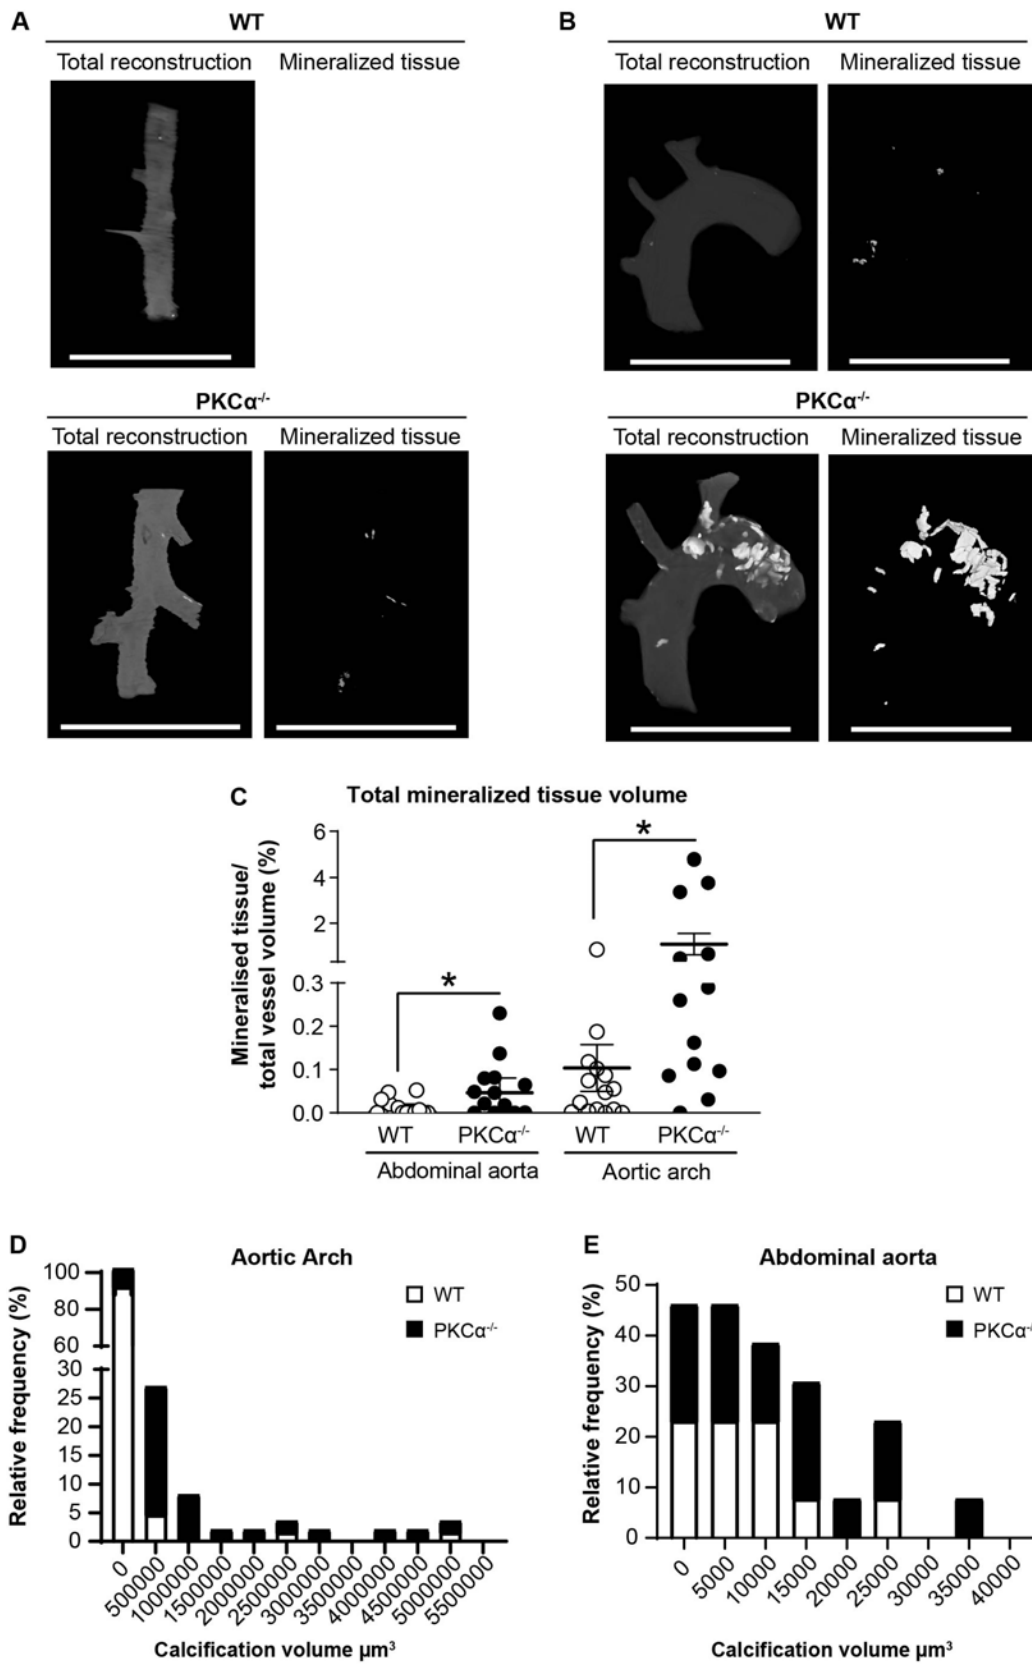 A
WT
Total reconstruction Mineralized tissue
PKCα-/-
Total reconstruction Mineralized tissue
B
WT
Total reconstruction Mineralized tissue
PKCα-/-
Total reconstruction Mineralized tissue
C
Total mineralized tissue volume
Mineralised tissue/
total vessel volume (%)
6
4
2
0.3
0.2
0.1
0.0
*
*
WT PKCα-/- WT PKCα-/-
Abdominal aorta Aortic arch
D
Aortic Arch
Relative frequency (%)
100
80
60
30
25
20
15
10
5
0
WT
PKCα-/-
0 500000 1000000 1500000 2000000 2500000 3000000 3500000 4000000 4500000 5000000 5500000
Calcification volume µm³
E
Abdominal aorta
Relative frequency (%)
50
40
30
20
10
0
WT
PKCα-/
0 5000 10000 15000 20000 25000 30000 35000 40000
Calcification volume µm³